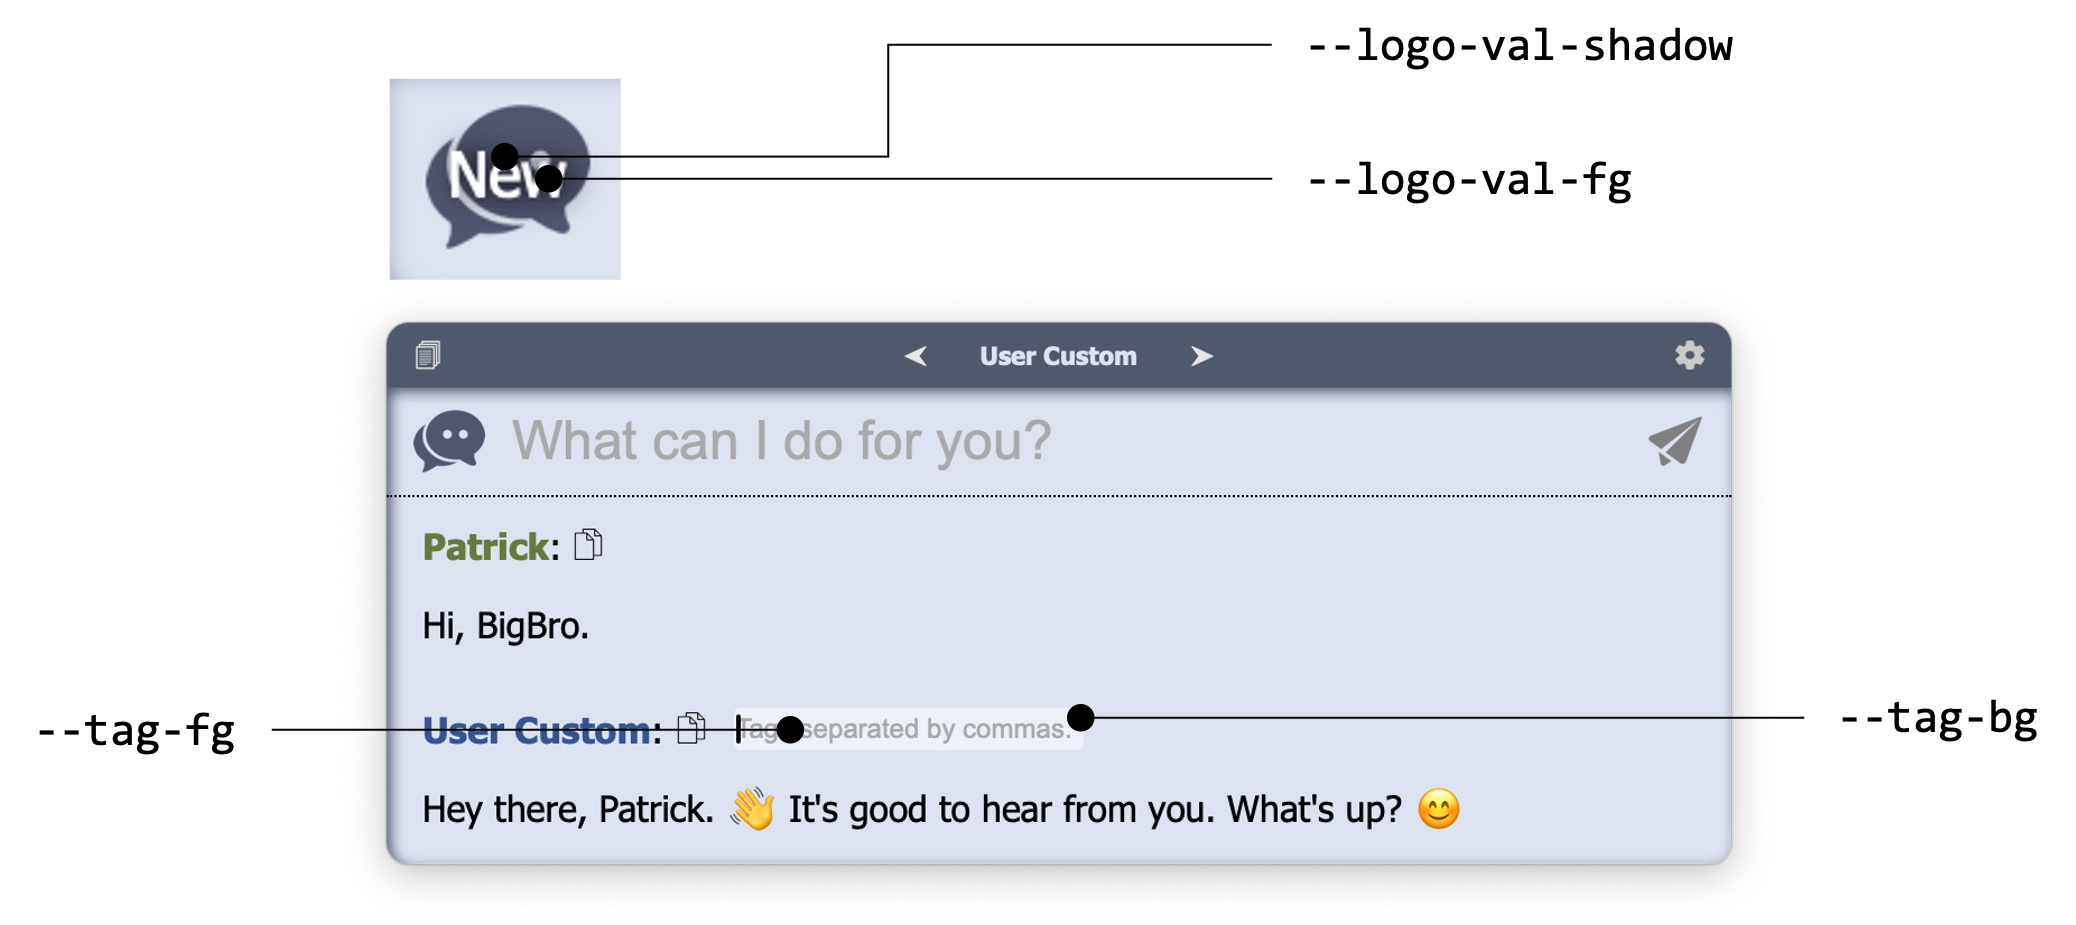 --logo-val-shadow
New
--logo-val-fg
User Custom
What can I do for you?
Patrick:
Hi, BigBro.
--tag-fg
User Custom:
separated by commas.
--tag-bg
Hey there, Patrick. 👋 It's good to hear from you. What's up? 😊